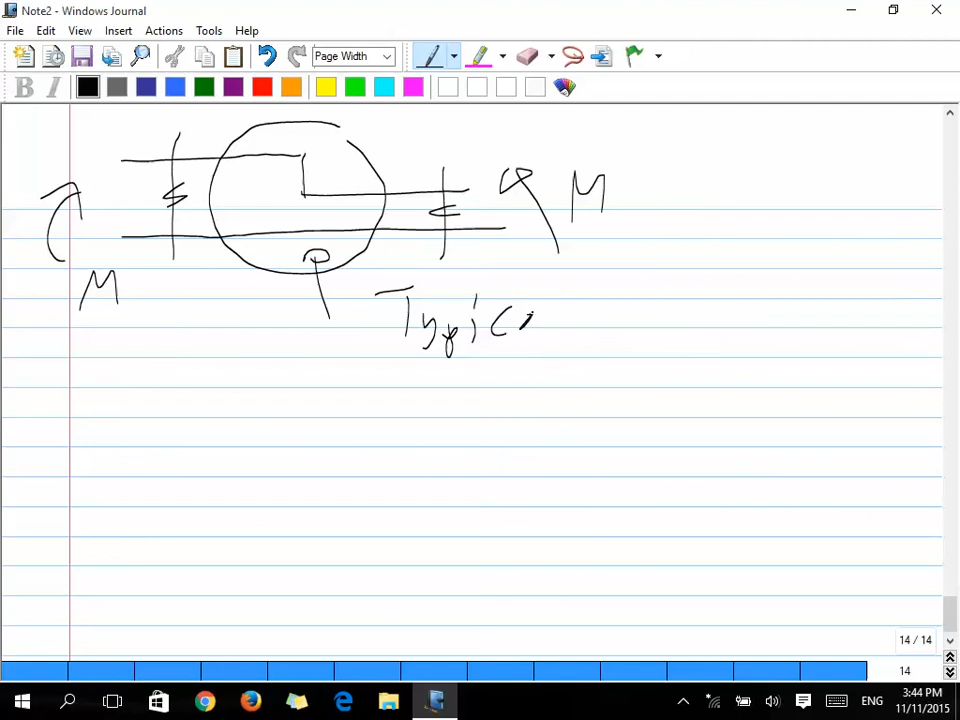 Note2 - Windows Journal
File Edit View Insert Actions Tools Help
Page Width
B I
M
M
Typic
14 / 14
14
ENG
3:44 PM
11/11/2015